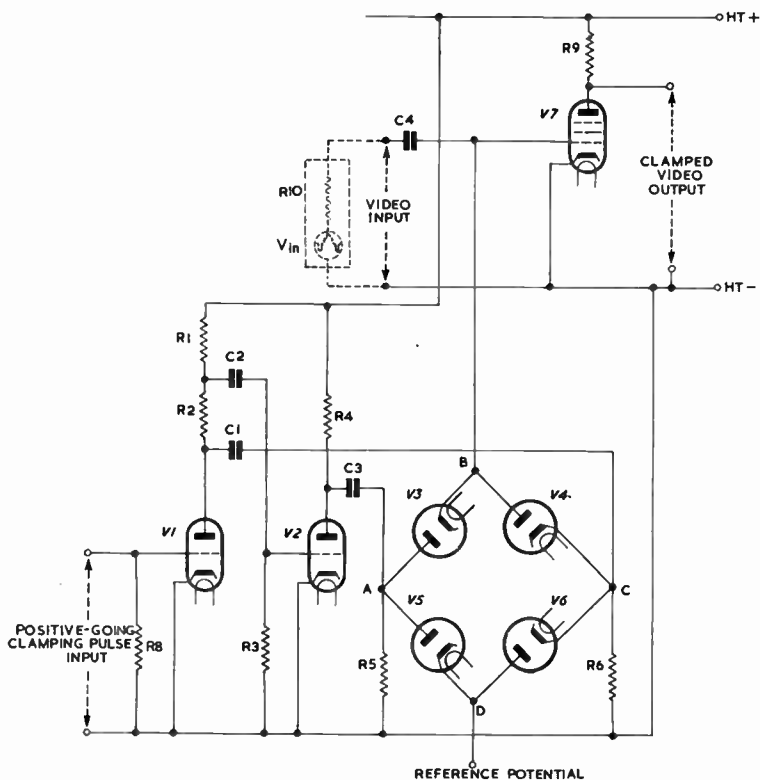 HT+
R9
V7
C4
CLAMPED
VIDEO
OUTPUT
R10
VIDEO
INPUT
Vin
HT-
R1
C2
R2
R4
C1
C3
B
V3
V4
V1
V2
A
C
V5
V6
POSITIVE-GOING
CLAMPING PULSE
INPUT
R8
R3
R5
R6
D
REFERENCE POTENTIAL